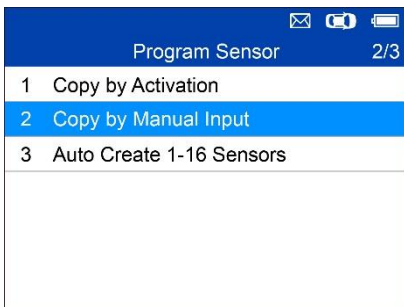 Program Sensor 2/3
1 Copy by Activation
2 Copy by Manual Input
3 Auto Create 1-16 Sensors